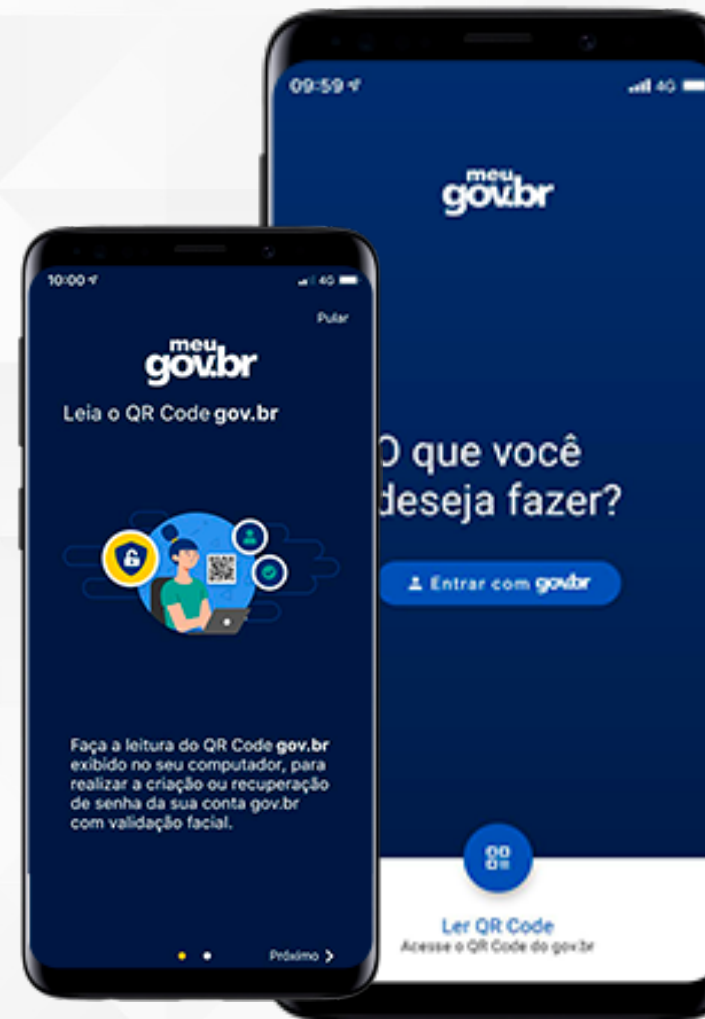 10:00
4G
Pular
meu
gov.br
Leia o QR Code gov.br
Faça a leitura do QR Code gov.br
exibido no seu computador, para
realizar a criação ou recuperação
de senha da sua conta gov.br
com validação facial.
Próximo
09:59
4G
meu
gov.br
O que você
deseja fazer?
Entrar com gov.br
Ler QR Code
Acesse o QR Code do gov.br